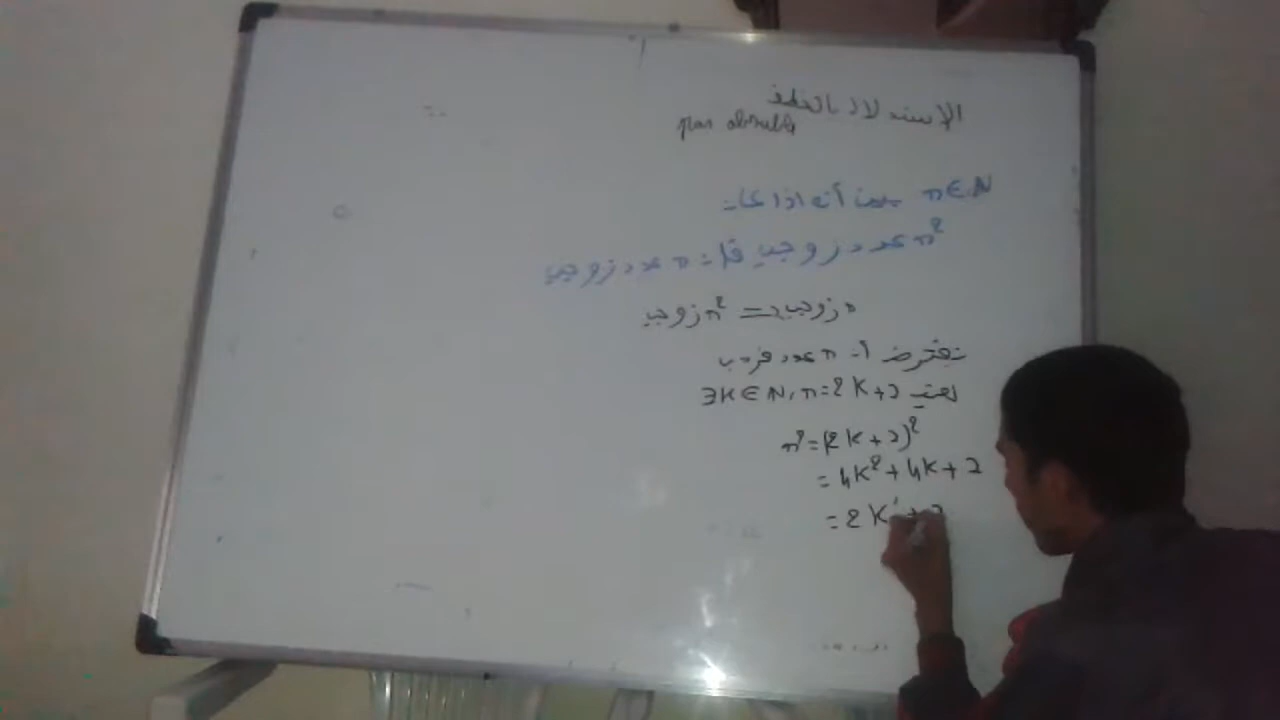 الاستدلال بالخلف
par absurde
n∈ℕ بين أنه اذا كان
n² عدد زوجي فإن n عدد زوجي
n زوجي ⇐ n² زوجي
نفترض أن n عدد فردي
يعني ∃K∈ℕ, n=2K+1
n²=(2K+1)²
=4K²+4K+1
=2K'+1